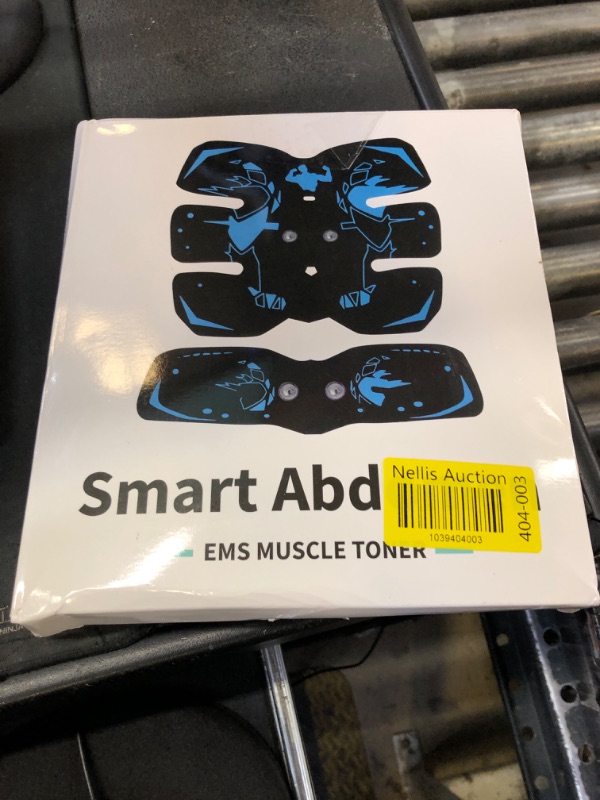 Smart Abd
Nellis Auction
1039404003
404-003
EMS MUSCLE TONER